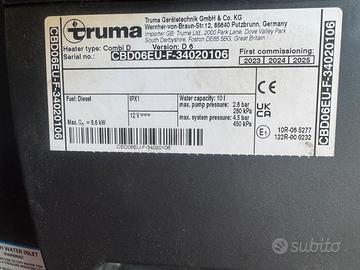 truma
Truma Gerätetechnik GmbH & Co. KG
Wernher-von-Braun-Str.12, 85640 Putzbrunn, Germany
Importer GB: Truma Ltd., 2000 Park Lane, Dove Valley Park
South Derbyshire, Foston DE65 5BG, Great Britain
Heater type: Combi D Version: D 6
Serial no.: CBD06EU-F-34020106
First commissioning:
2023 2024 2025
Fuel: Diesel
IPX1
Water capacity: 10 l
max. pump pressure: 2.8 bar
280 kPa
12 V
Max. Qn = 6.6 kW
max. system pressure: 4.5 bar
450 kPa
CE
UK CA
E1
10R-06 5277
122R-00 0232
CBD06EU-F-34020106
CBD06EU-F-34020106
CBD06EU-F-34020106
H WATER INLET
WARNING
subito